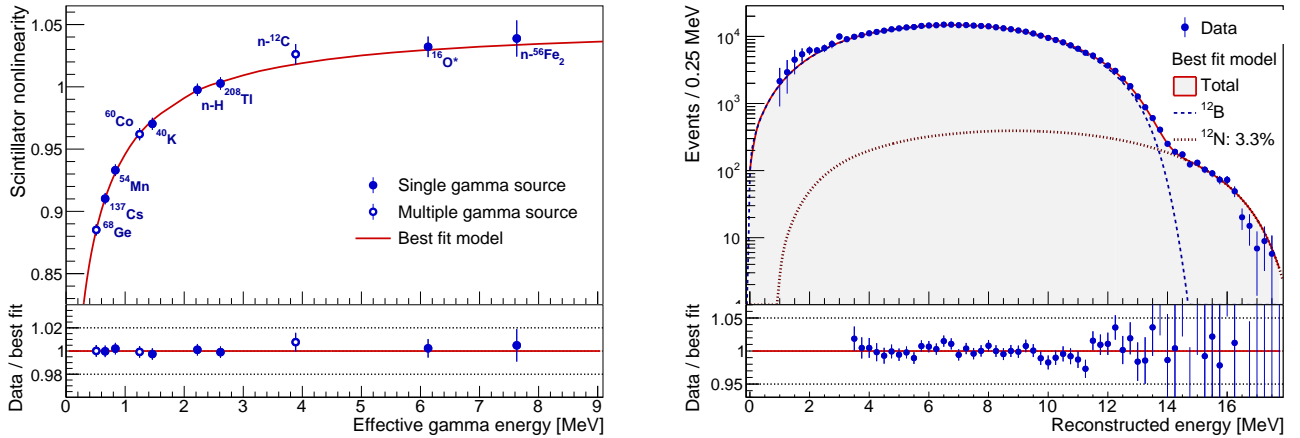 Scintillator nonlinearity
1.05
1
0.95
0.9
0.85
n-¹²C
¹⁶O*
n-⁵⁶Fe₂
²⁰⁸Tl
n-H
⁶⁰Co
⁴⁰K
⁵⁴Mn
¹³⁷Cs
⁶⁸Ge
Single gamma source
Multiple gamma source
Best fit model
Data / best fit
1.02
1
0.98
0 1 2 3 4 5 6 7 8 9
Effective gamma energy [MeV]
Events / 0.25 MeV
10⁴
10³
10²
10
1
Data
Best fit model
Total
¹²B
¹²N: 3.3%
Data / best fit
1.05
1
0.95
0 2 4 6 8 10 12 14 16
Reconstructed energy [MeV]